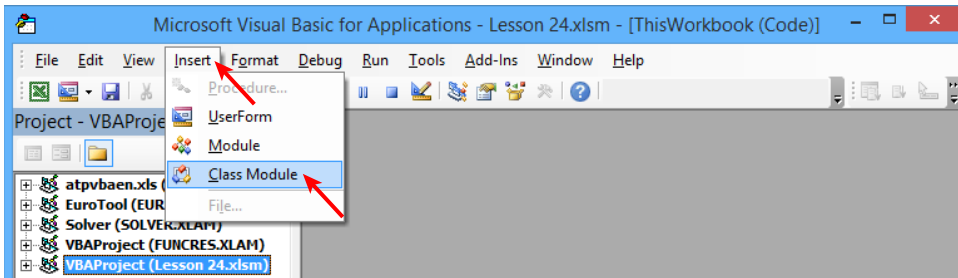 Microsoft Visual Basic for Applications - Lesson 24.xlsm - [ThisWorkbook (Code)]
File Edit View Insert Format Debug Run Tools Add-Ins Window Help
Procedure...
Project - VBAProje
UserForm
Module
Class Module
atpvbaen.xls (
EuroTool (EUR
File...
Solver (SOLVER.XLAM)
VBAProject (FUNCRES.XLAM)
VBAProject (Lesson 24.xlsm)